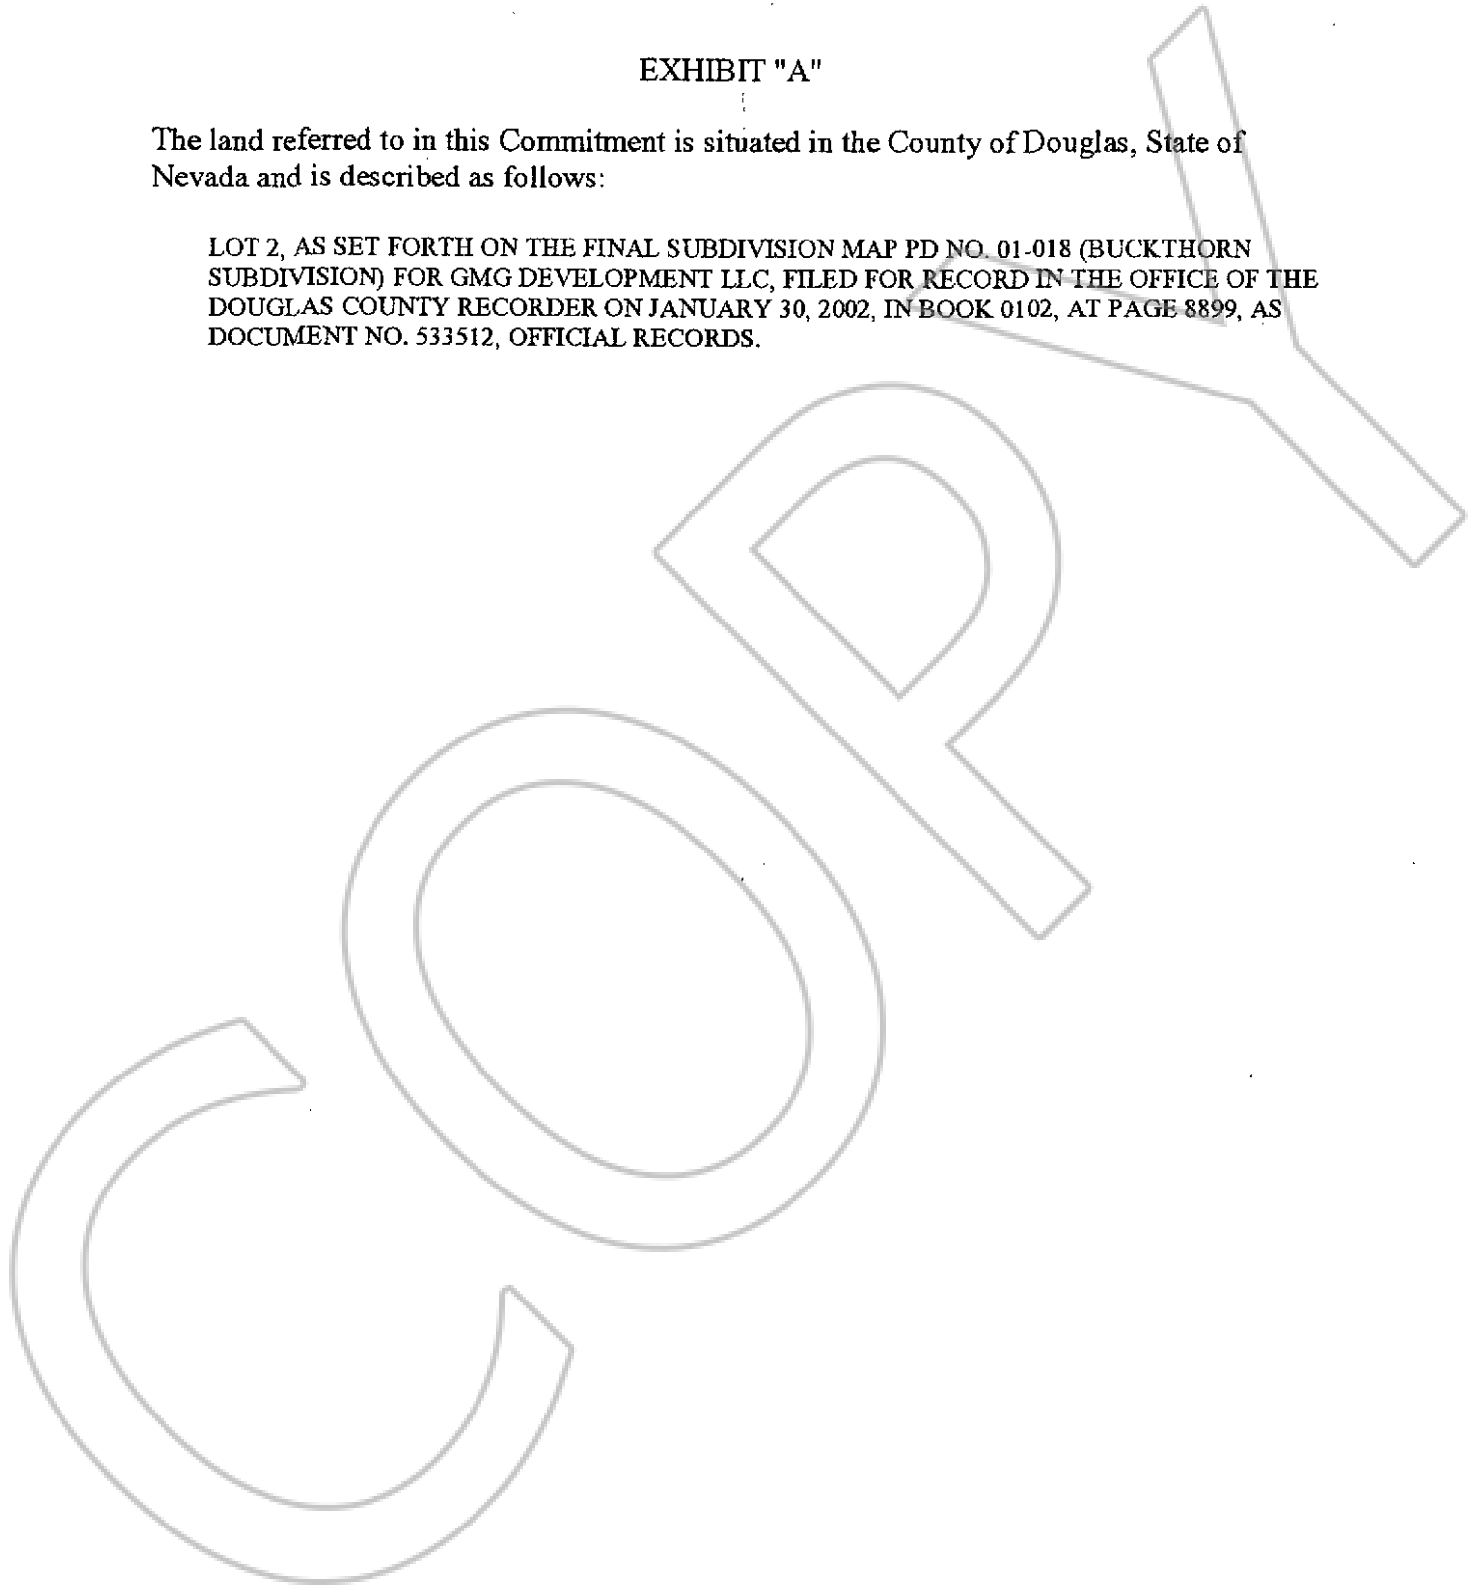 EXHIBIT "A"
The land referred to in this Commitment is situated in the County of Douglas, State of
Nevada and is described as follows:
LOT 2, AS SET FORTH ON THE FINAL SUBDIVISION MAP PD NO. 01-018 (BUCKTHORN
SUBDIVISION) FOR GMG DEVELOPMENT LLC, FILED FOR RECORD IN THE OFFICE OF THE
DOUGLAS COUNTY RECORDER ON JANUARY 30, 2002, IN BOOK 0102, AT PAGE 8899, AS
DOCUMENT NO. 533512, OFFICIAL RECORDS.
COPY